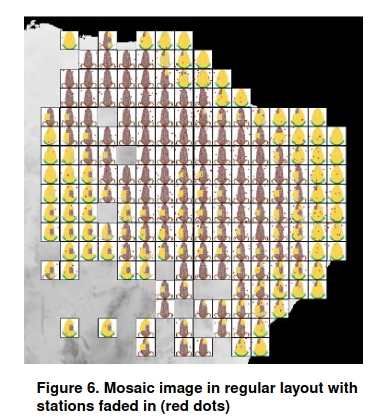 Figure 6. Mosaic image in regular layout with
stations faded in (red dots)